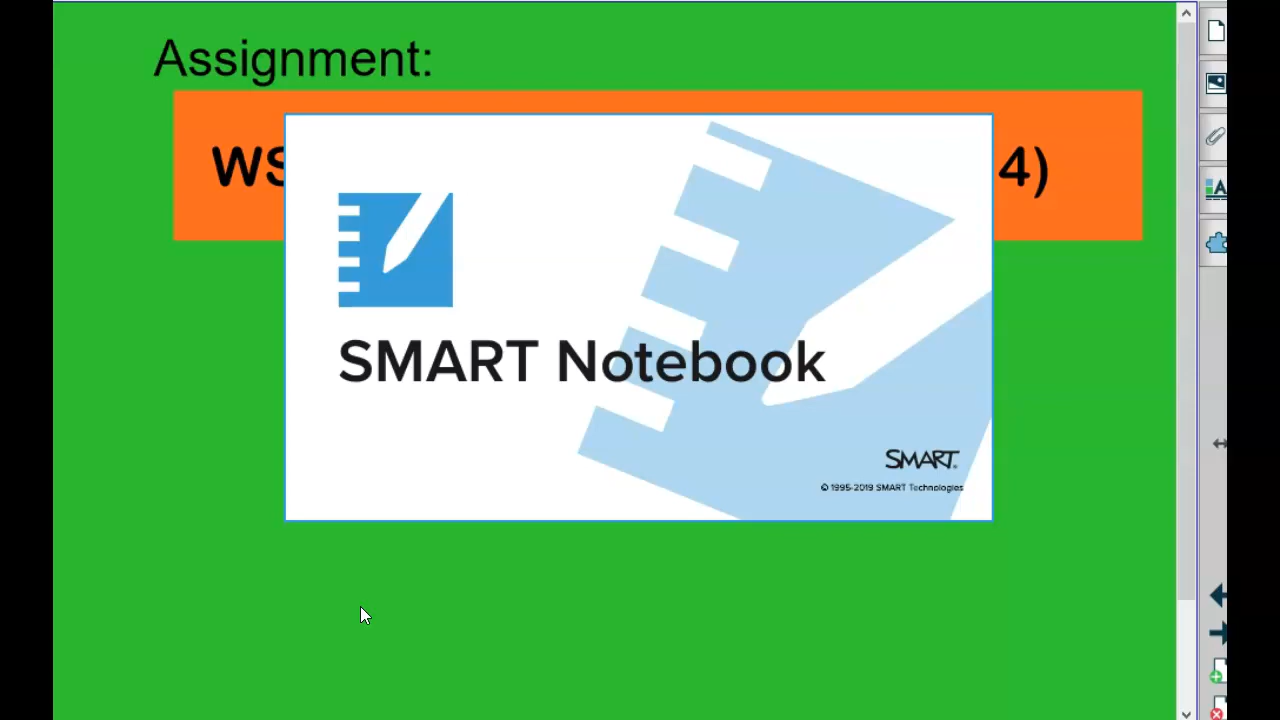 Assignment:
WS 4)
SMART Notebook
SMART
© 1995-2019 SMART Technologies